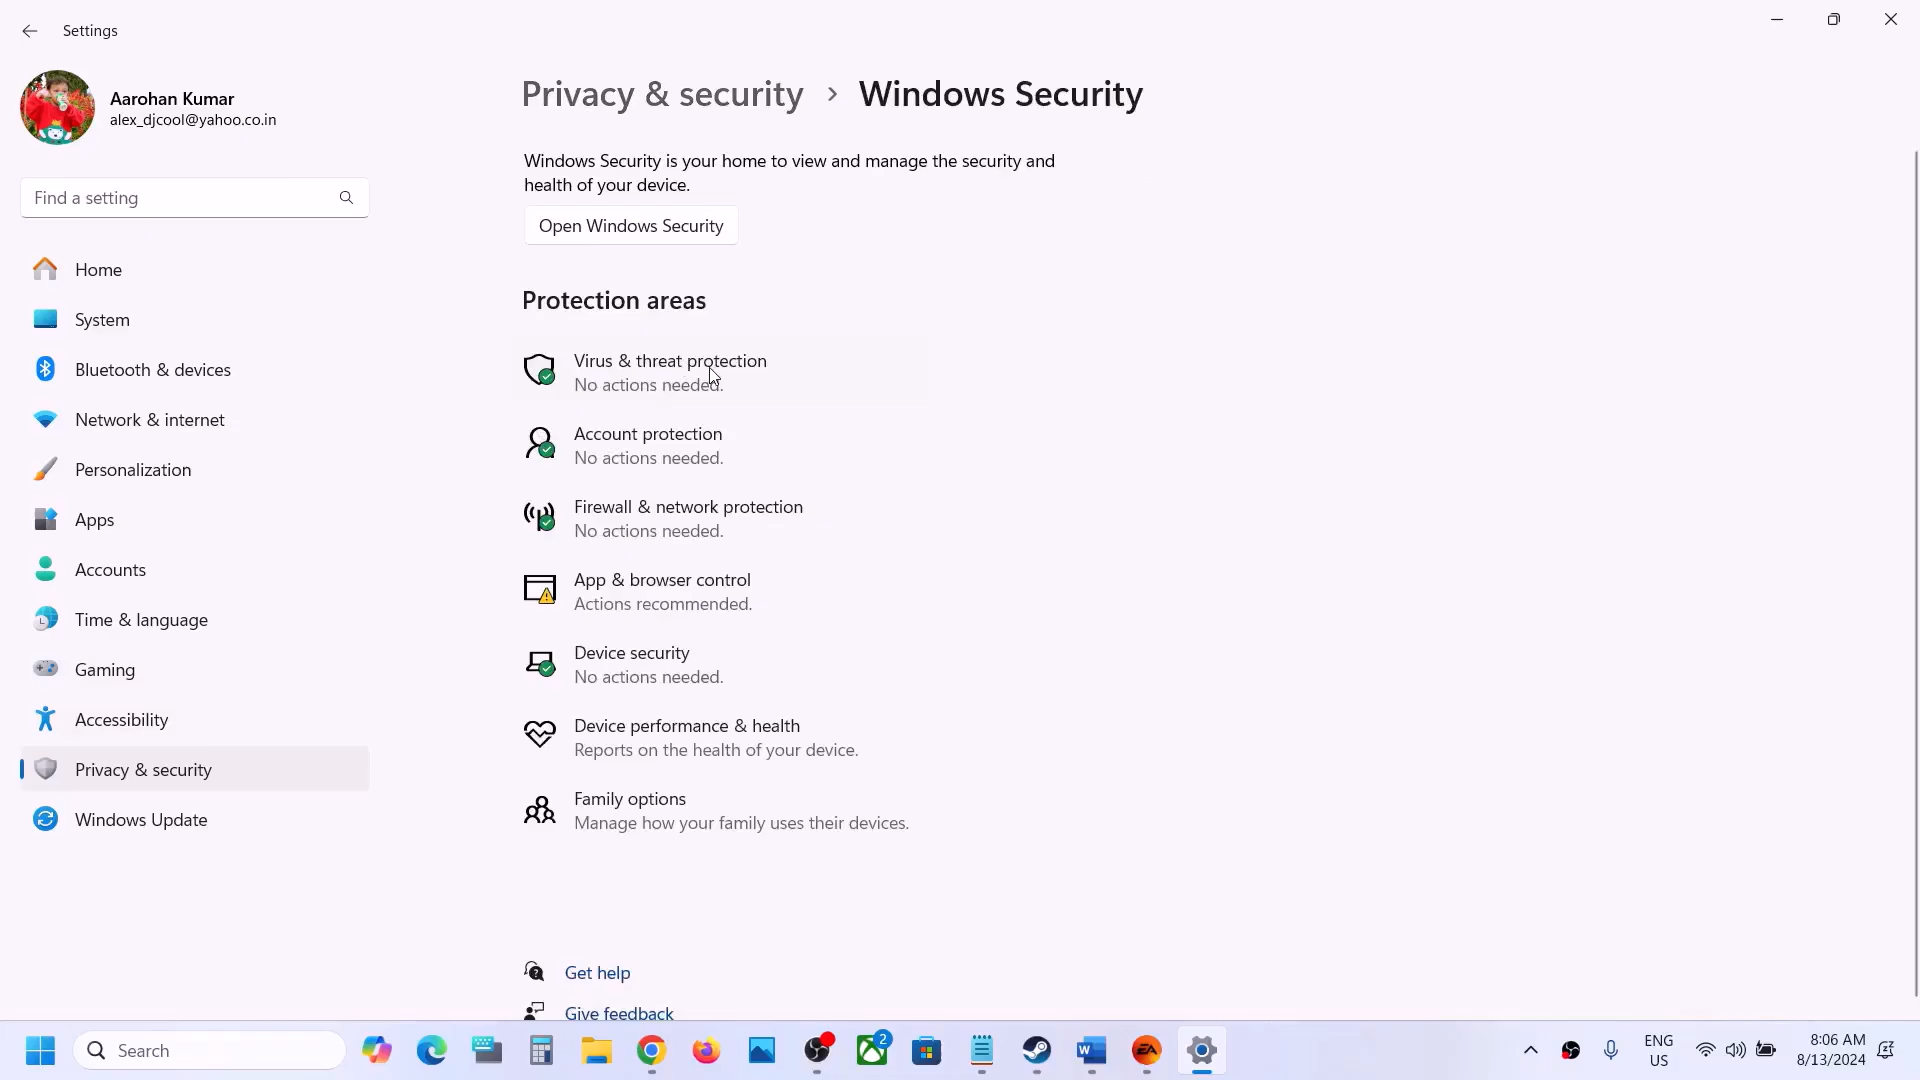 Settings
Aarohan Kumar
alex_djcool@yahoo.co.in
Find a setting
Home
System
Bluetooth & devices
Network & internet
Personalization
Apps
Accounts
Time & language
Gaming
Accessibility
Privacy & security
Windows Update
Privacy & security > Windows Security
Windows Security is your home to view and manage the security and
health of your device.
Open Windows Security
Protection areas
Virus & threat protection
No actions needed.
Account protection
No actions needed.
Firewall & network protection
No actions needed.
App & browser control
Actions recommended.
Device security
No actions needed.
Device performance & health
Reports on the health of your device.
Family options
Manage how your family uses their devices.
Get help
Give feedback
Search
2
W
EA
ENG
US
8:06 AM
8/13/2024